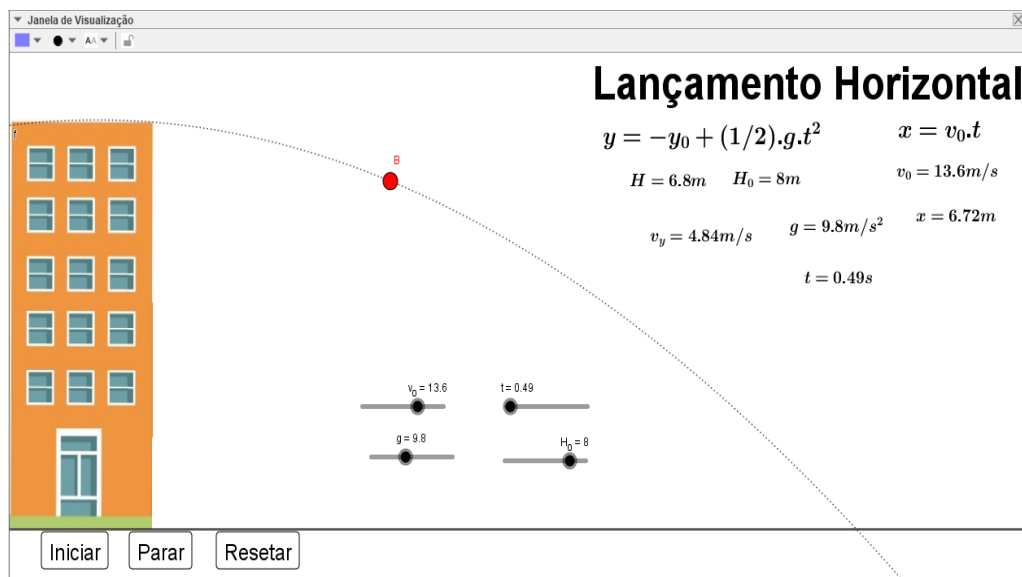 Janela de Visualização
AA
Lançamento Horizontal
y = −y₀ + (1/2).g.t²
x = v₀.t
H = 6.8m
H₀ = 8m
v₀ = 13.6m/s
v_y = 4.84m/s
g = 9.8m/s²
x = 6.72m
t = 0.49s
f
B
v₀ = 13.6
t = 0.49
g = 9.8
H₀ = 8
Iniciar
Parar
Resetar